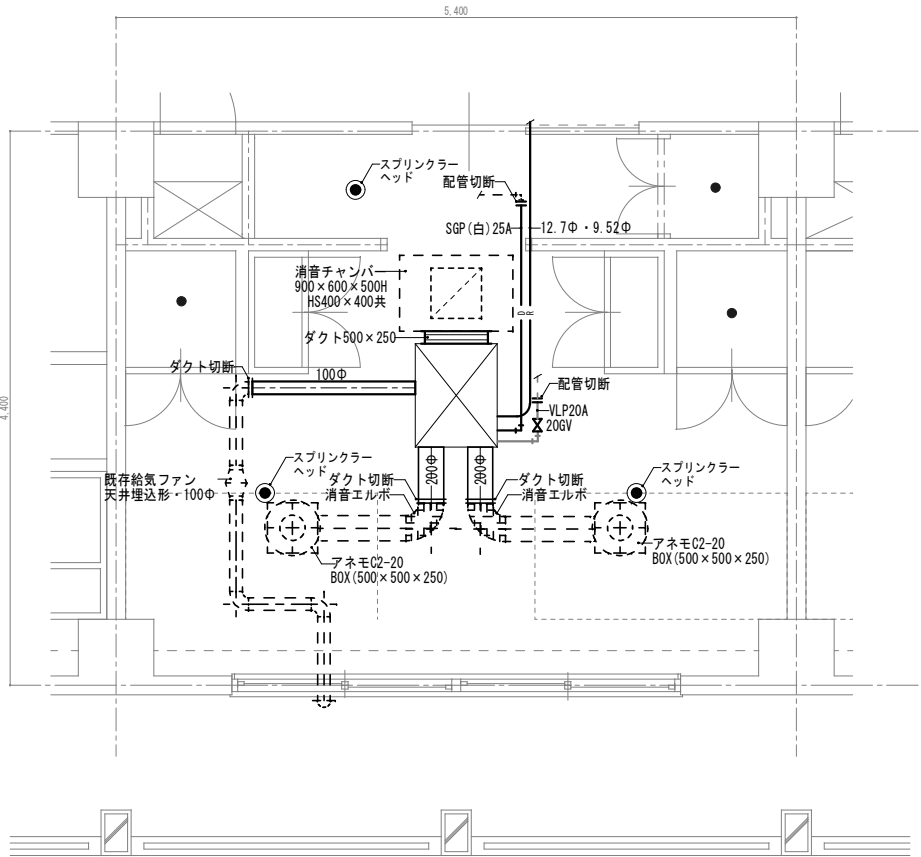 5,400
スプリンクラー
ヘッド
配管切断
SGP(白)25A
12.7Φ・9.52Φ
消音チャンバー
900×600×500H
HS400×400共
D
R
ダクト500×250
ダクト切断
100Φ
4,400
配管切断
VLP20A
20GV
スプリンクラー
ヘッド
既存給気ファン
天井埋込形・100Φ
ダクト切断
消音エルボ
200Φ
200Φ
ダクト切断
消音エルボ
スプリンクラー
ヘッド
アネモC2-20
BOX(500×500×250)
アネモC2-20
BOX(500×500×250)